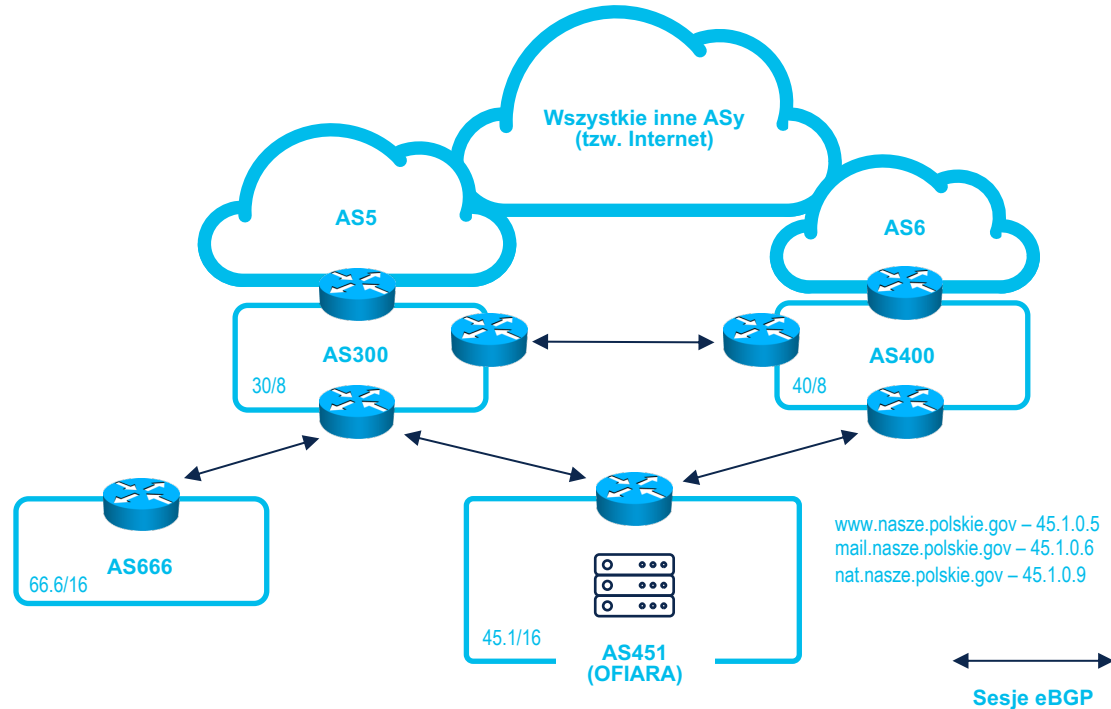 Wszystkie inne ASy
(tzw. Internet)
AS5
AS6
AS300
30/8
AS400
40/8
AS666
66.6/16
45.1/16
AS451
(OFIARA)
www.nasze.polskie.gov – 45.1.0.5
mail.nasze.polskie.gov – 45.1.0.6
nat.nasze.polskie.gov – 45.1.0.9
Sesje eBGP